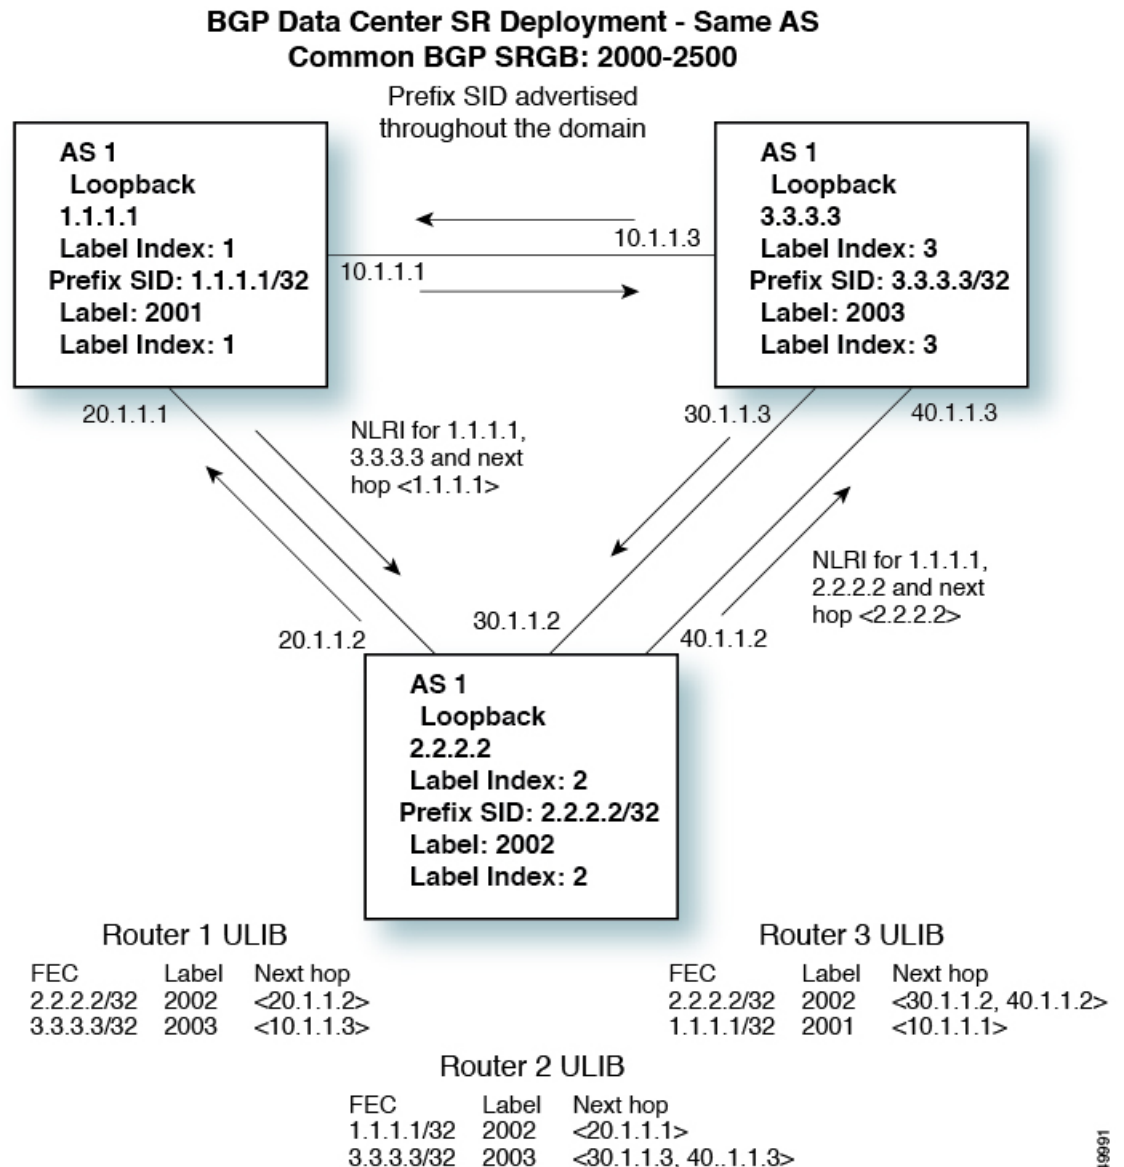 BGP Data Center SR Deployment - Same AS
Common BGP SRGB: 2000-2500
Prefix SID advertised
throughout the domain
AS 1
Loopback
1.1.1.1
Label Index: 1
Prefix SID: 1.1.1.1/32
Label: 2001
Label Index: 1
AS 1
Loopback
3.3.3.3
Label Index: 3
Prefix SID: 3.3.3.3/32
Label: 2003
Label Index: 3
10.1.1.3
10.1.1.1
20.1.1.1
NLRI for 1.1.1.1,
3.3.3.3 and next
hop <1.1.1.1>
30.1.1.3
40.1.1.3
NLRI for 1.1.1.1,
2.2.2.2 and next
hop <2.2.2.2>
20.1.1.2
30.1.1.2
40.1.1.2
AS 1
Loopback
2.2.2.2
Label Index: 2
Prefix SID: 2.2.2.2/32
Label: 2002
Label Index: 2
Router 1 ULIB
FEC Label Next hop
2.2.2.2/32 2002 <20.1.1.2>
3.3.3.3/32 2003 <10.1.1.3>
Router 3 ULIB
FEC Label Next hop
2.2.2.2/32 2002 <30.1.1.2, 40.1.1.2>
1.1.1.1/32 2001 <10.1.1.1>
Router 2 ULIB
FEC Label Next hop
1.1.1.1/32 2002 <20.1.1.1>
3.3.3.3/32 2003 <30.1.1.3, 40..1.1.3>